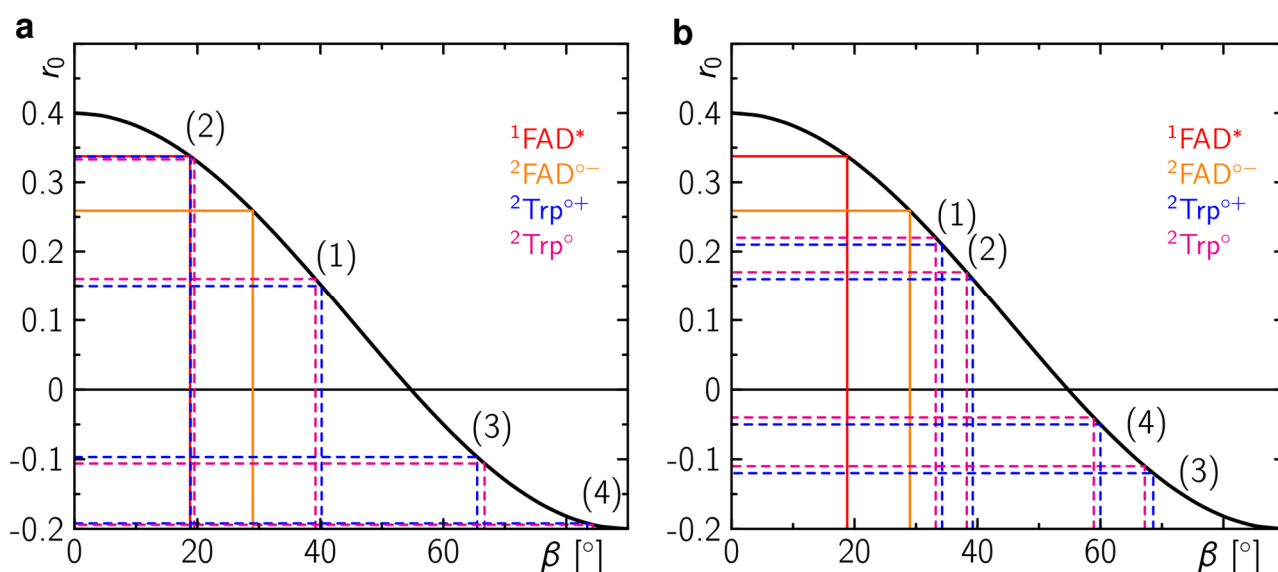 a
r₀
0.4
0.3
0.2
0.1
0
-0.1
-0.2
(2)
(1)
(3)
(4)
¹FAD*
²FAD°⁻
²Trp°⁺
²Trp°
0 20 40 60 β [°]
b
r₀
0.4
0.3
0.2
0.1
0
-0.1
-0.2
(1)
(2)
(4)
(3)
¹FAD*
²FAD°⁻
²Trp°⁺
²Trp°
0 20 40 60 β [°]